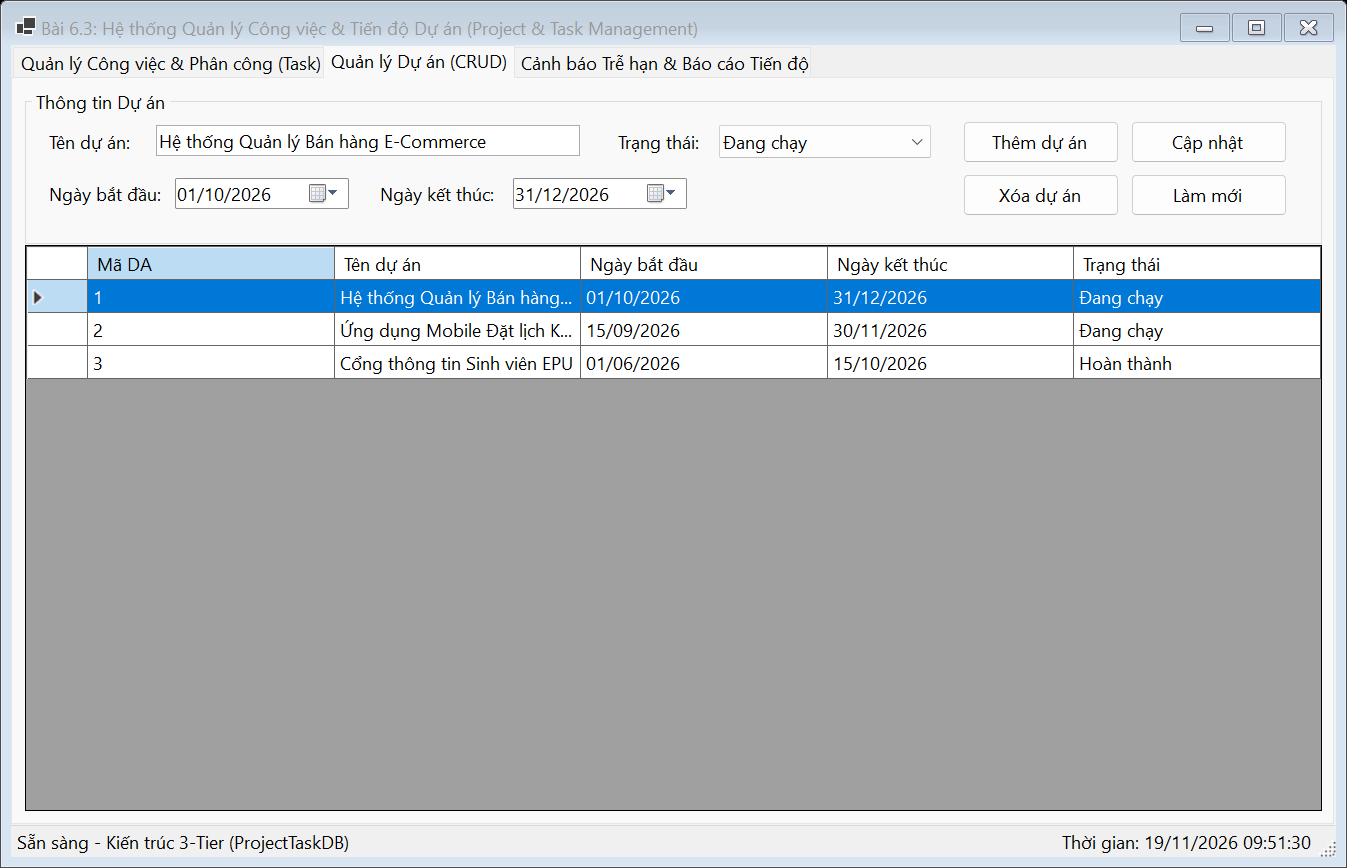 Bài 6.3: Hệ thống Quản lý Công việc & Tiến độ Dự án (Project & Task Management)
Quản lý Công việc & Phân công (Task) Quản lý Dự án (CRUD) Cảnh báo Trễ hạn & Báo cáo Tiến độ
Thông tin Dự án
Tên dự án: Hệ thống Quản lý Bán hàng E-Commerce Trạng thái: Đang chạy Thêm dự án Cập nhật
Ngày bắt đầu: 01/10/2026 Ngày kết thúc: 31/12/2026 Xóa dự án Làm mới
Mã DA Tên dự án Ngày bắt đầu Ngày kết thúc Trạng thái
1 Hệ thống Quản lý Bán hàng... 01/10/2026 31/12/2026 Đang chạy
2 Ứng dụng Mobile Đặt lịch K... 15/09/2026 30/11/2026 Đang chạy
3 Cổng thông tin Sinh viên EPU 01/06/2026 15/10/2026 Hoàn thành
Sẵn sàng - Kiến trúc 3-Tier (ProjectTaskDB) Thời gian: 19/11/2026 09:51:30